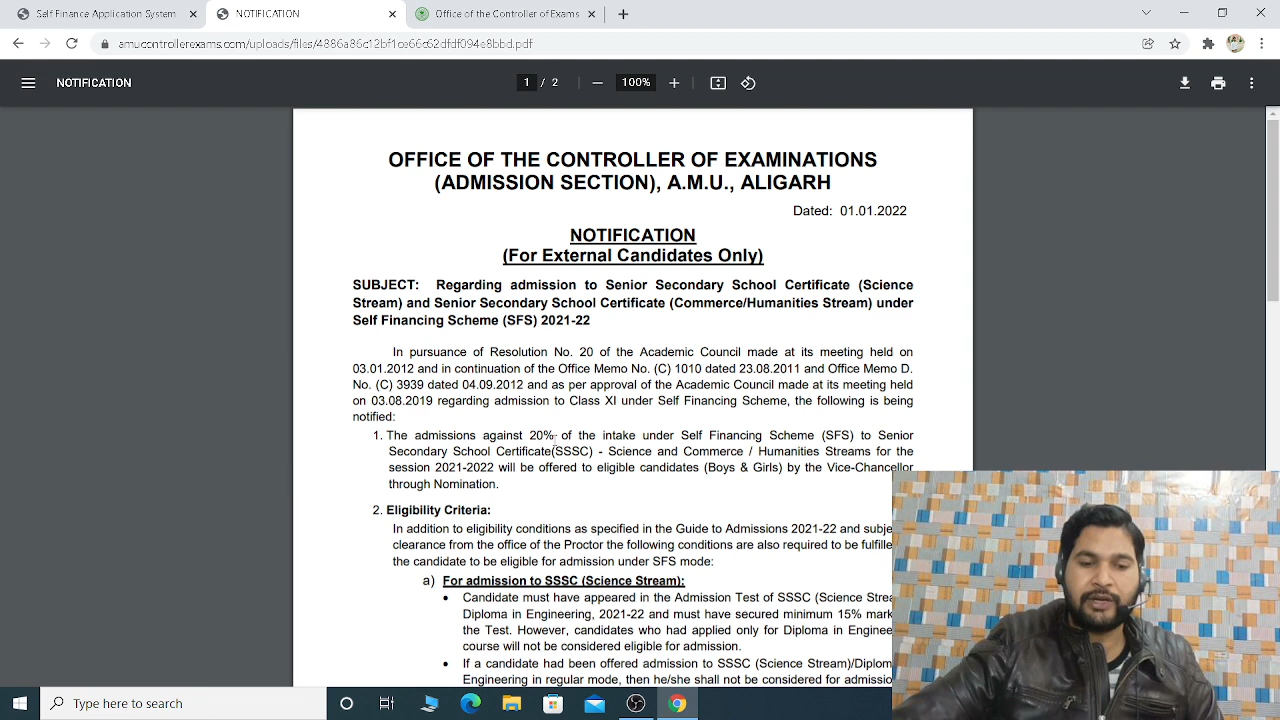 Self Finance Application System
NOTIFICATION
Office of the Controller of Exams
NOTIFICATION
1 / 2
100%
OFFICE OF THE CONTROLLER OF EXAMINATIONS
(ADMISSION SECTION), A.M.U., ALIGARH
Dated: 01.01.2022
NOTIFICATION
(For External Candidates Only)
SUBJECT: Regarding admission to Senior Secondary School Certificate (Science
Stream) and Senior Secondary School Certificate (Commerce/Humanities Stream) under
Self Financing Scheme (SFS) 2021-22
In pursuance of Resolution No. 20 of the Academic Council made at its meeting held on
03.01.2012 and in continuation of the Office Memo No. (C) 1010 dated 23.08.2011 and Office Memo D.
No. (C) 3939 dated 04.09.2012 and as per approval of the Academic Council made at its meeting held
on 03.08.2019 regarding admission to Class XI under Self Financing Scheme, the following is being
notified:
1. The admissions against 20% of the intake under Self Financing Scheme (SFS) to Senior
Secondary School Certificate(SSSC) - Science and Commerce / Humanities Streams for the
session 2021-2022 will be offered to eligible candidates (Boys & Girls) by the Vice-Chancellor
through Nomination.
2. Eligibility Criteria:
In addition to eligibility conditions as specified in the Guide to Admissions 2021-22 and subje
clearance from the office of the Proctor the following conditions are also required to be fulfille
the candidate to be eligible for admission under SFS mode:
a) For admission to SSSC (Science Stream):
• Candidate must have appeared in the Admission Test of SSSC (Science Strea
Diploma in Engineering, 2021-22 and must have secured minimum 15% mark
the Test. However, candidates who had applied only for Diploma in Enginee
course will not be considered eligible for admission.
• If a candidate had been offered admission to SSSC (Science Stream)/Diplom
Engineering in regular mode, then he/she shall not be considered for admissio
Type here to search